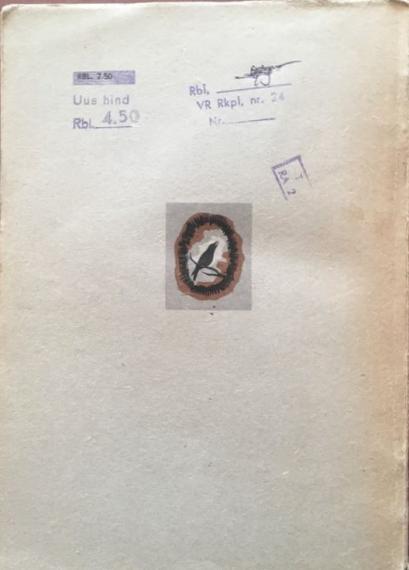 RBL. 7.50
Uus hind
Rbl. 4.50
Rbl.
VR Rkpl. nr. 24
Nr.